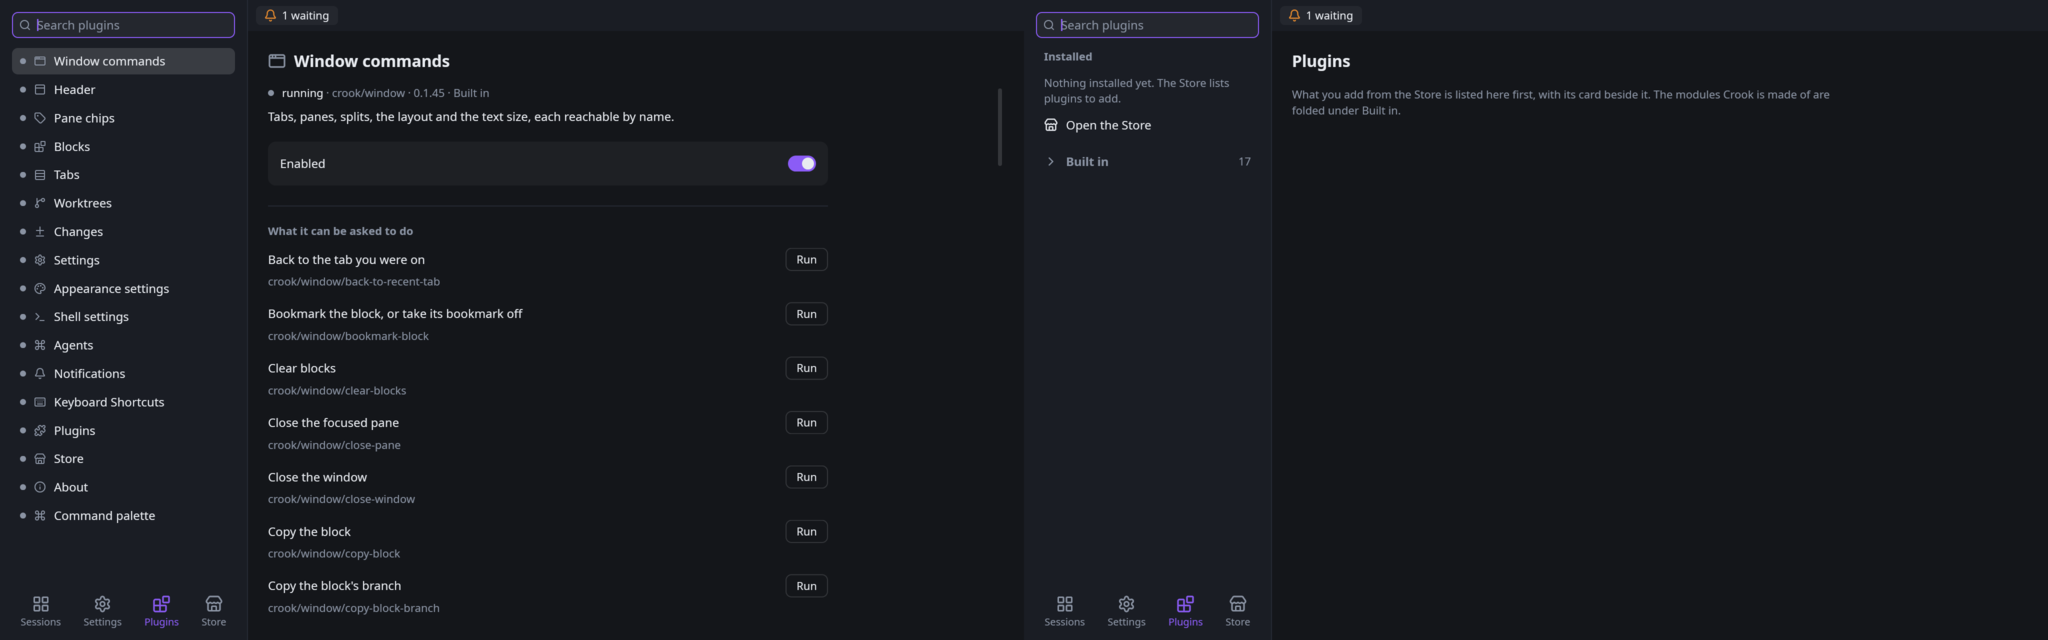 Search plugins
Window commands
Header
Pane chips
Blocks
Tabs
Worktrees
Changes
Settings
Appearance settings
Shell settings
Agents
Notifications
Keyboard Shortcuts
Plugins
Store
About
Command palette
Sessions
Settings
Plugins
Store
1 waiting
Window commands
running · crook/window · 0.1.45 · Built in
Tabs, panes, splits, the layout and the text size, each reachable by name.
Enabled
What it can be asked to do
Back to the tab you were on
Run
crook/window/back-to-recent-tab
Bookmark the block, or take its bookmark off
Run
crook/window/bookmark-block
Clear blocks
Run
crook/window/clear-blocks
Close the focused pane
Run
crook/window/close-pane
Close the window
Run
crook/window/close-window
Copy the block
Run
crook/window/copy-block
Copy the block's branch
Run
crook/window/copy-block-branch
Search plugins
Installed
Nothing installed yet. The Store lists
plugins to add.
Open the Store
Built in 17
Sessions
Settings
Plugins
Store
1 waiting
Plugins
What you add from the Store is listed here first, with its card beside it. The modules Crook is made of are
folded under Built in.